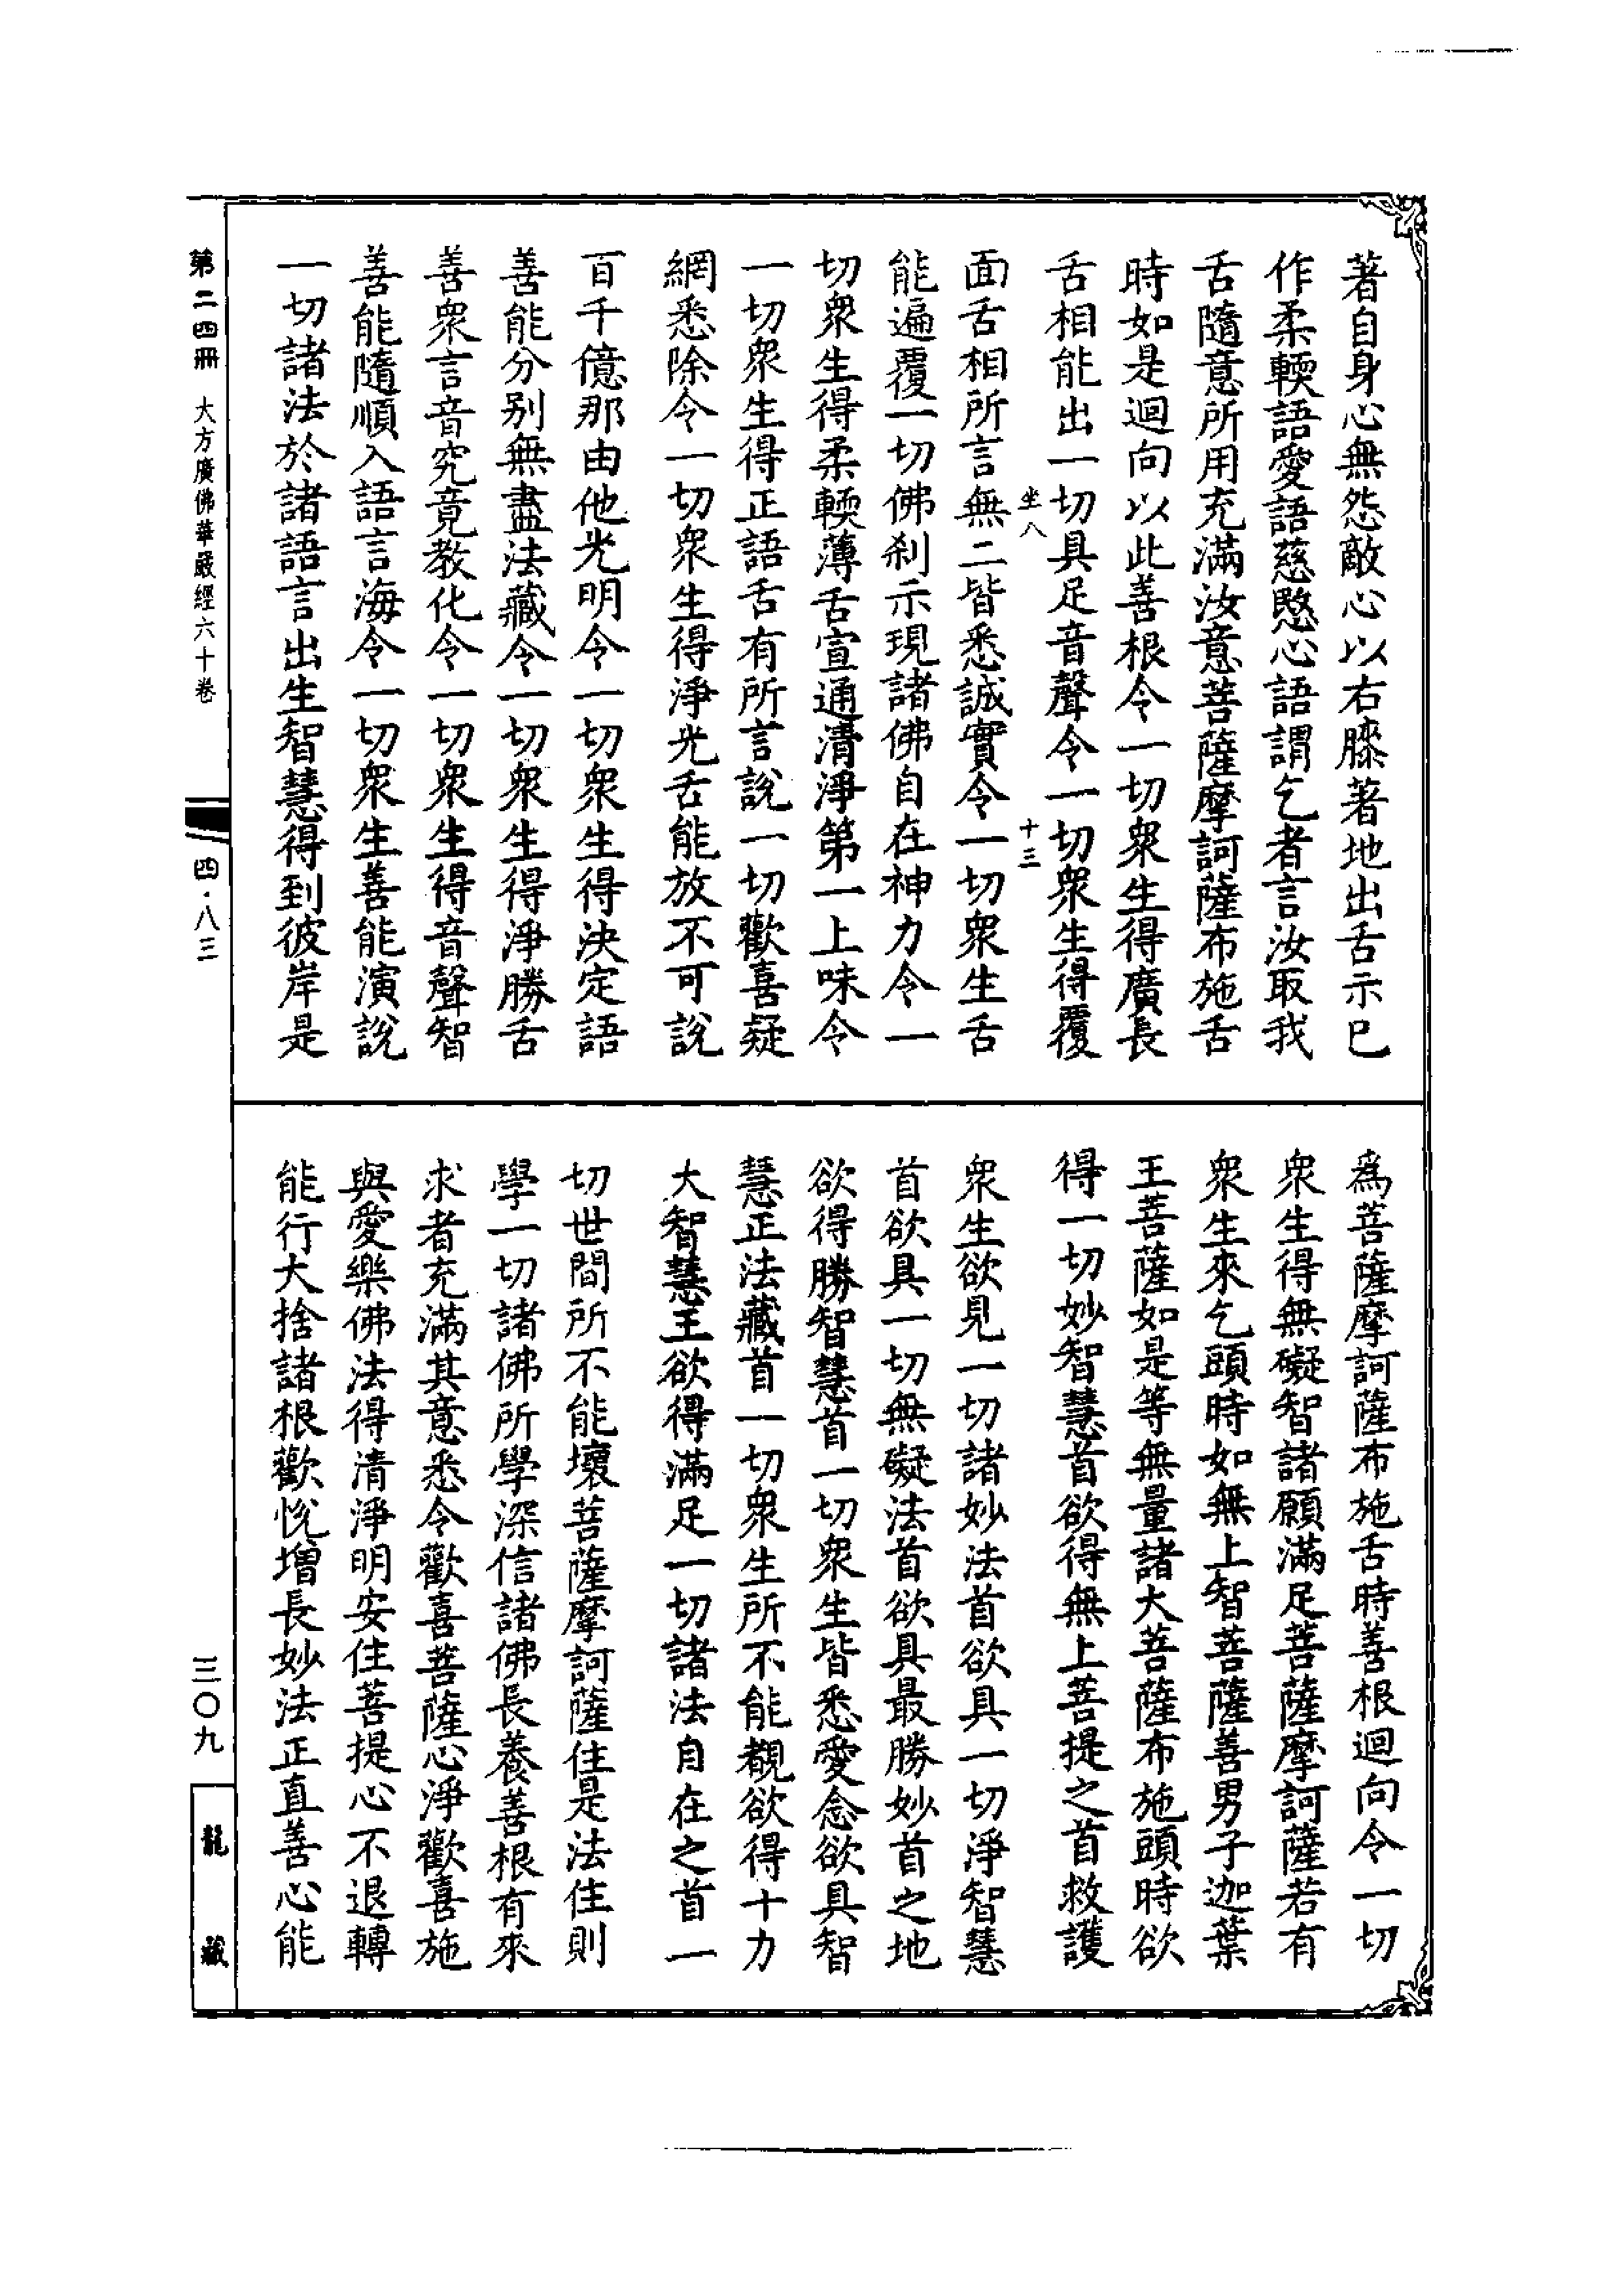 著自身心無怨敵心以右膝著地出舌示已
作柔輭語愛語慈愍心語謂乞者言汝取我
舌隨意所用充滿汝意菩薩摩訶薩布施舌
時如是迴向以此善根令一切衆生得廣長
舌相能出一切具足音聲令一切衆生得覆
坐八 十三
面舌相所言無二皆悉誠實令一切衆生舌
能遍覆一切佛刹示現諸佛自在神力令一
切衆生得柔輭薄舌宣通清淨第一上味令
一切衆生得正語舌有所言說一切歡喜疑
網悉除令一切衆生得淨光舌能放不可說
百千億那由他光明令一切衆生得決定語
善能分別無盡法藏令一切衆生得淨勝舌
善衆言音究竟教化令一切衆生得音聲智
善能隨順入語言海令一切衆生善能演說
一切諸法於諸語言出生智慧得到彼岸是
爲菩薩摩訶薩布施舌時善根迴向令一切
衆生得無礙智諸願滿足菩薩摩訶薩若有
衆生來乞頭時如無上智菩薩善男子迦葉
王菩薩如是等無量諸大菩薩布施頭時欲
得一切妙智慧首欲得無上菩提之首救護
衆生欲見一切諸妙法首欲具一切淨智慧
首欲具一切無礙法首欲具最勝妙首之地
欲得勝智慧首一切衆生皆悉愛念欲具智
慧正法藏首一切衆生所不能覩欲得十力
大智慧王欲得滿足一切諸法自在之首一
切世間所不能壞菩薩摩訶薩住是法住則
學一切諸佛所學深信諸佛長養善根有來
求者充滿其意悉令歡喜菩薩心淨歡喜施
與愛樂佛法得清淨明安住菩提心不退轉
能行大捨諸根歡悅增長妙法正直善心能
第二四冊 大方廣佛華嚴經六十卷 四·八三 三〇九 龍藏